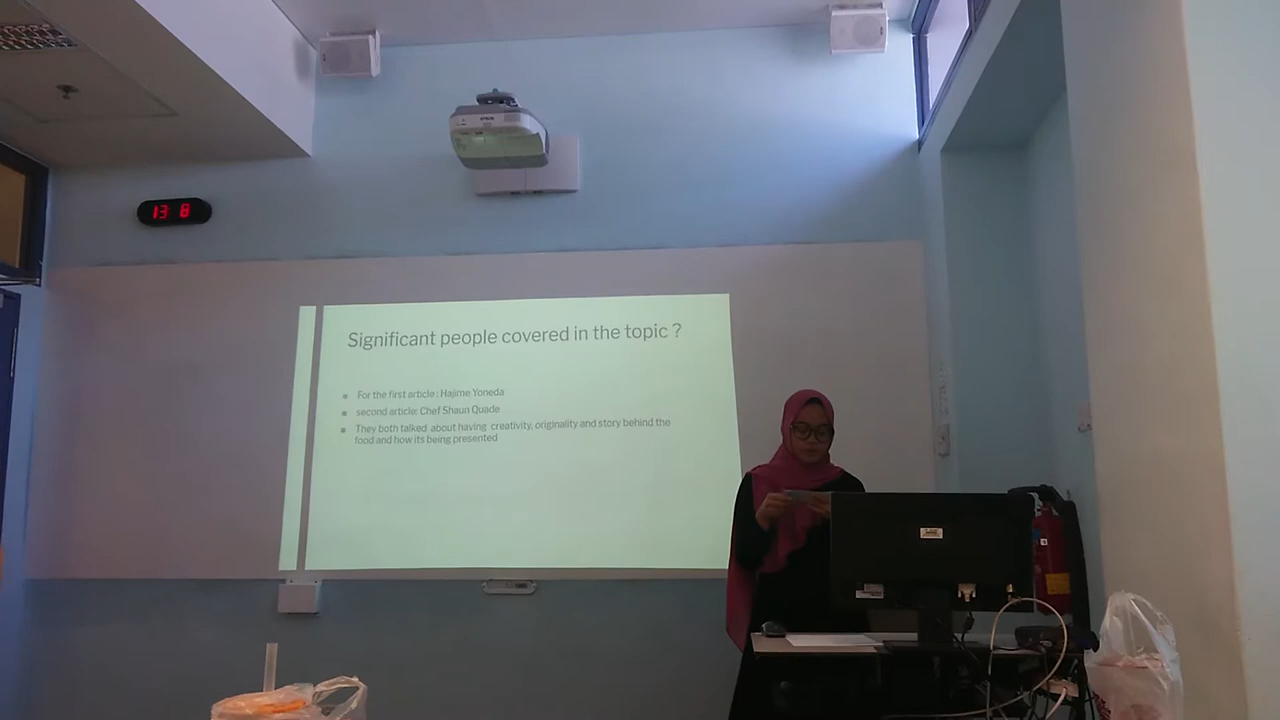 EPSON
13 8
Significant people covered in the topic ?
For the first article : Hajime Yoneda
second article: Chef Shaun Quade
They both talked about having creativity, originality and story behind the
food and how its being presented